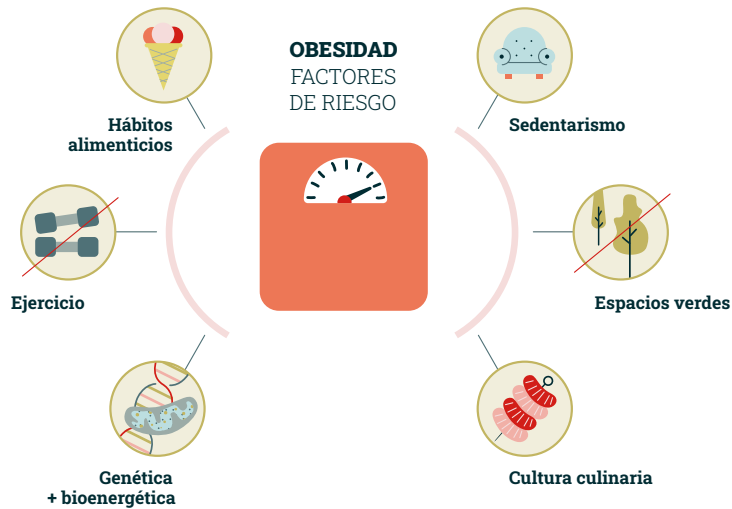 OBESIDAD
FACTORES
DE RIESGO
Hábitos
alimenticios
Sedentarismo
Ejercicio
Espacios verdes
Genética
+ bioenergética
Cultura culinaria